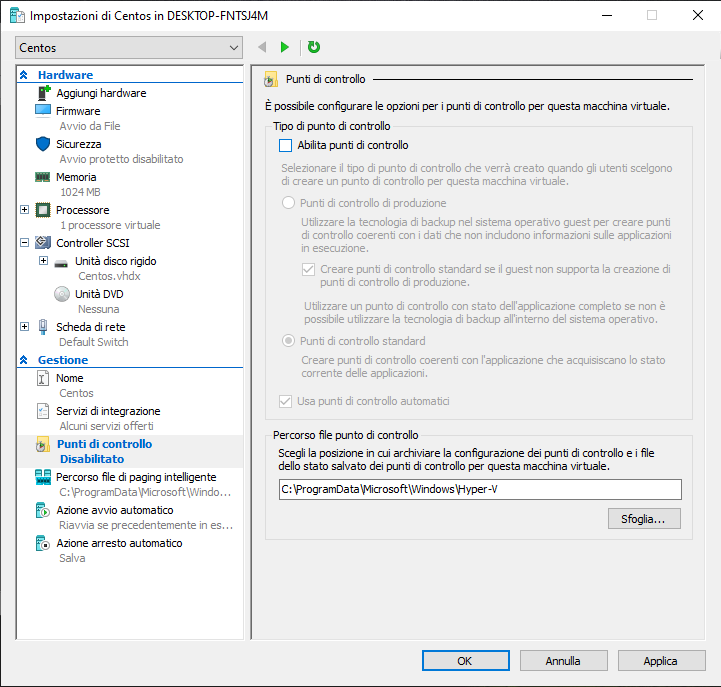 Impostazioni di Centos in DESKTOP-FNTSJ4M
Centos
Hardware
Aggiungi hardware
Firmware
Avvio da File
Sicurezza
Avvio protetto disabilitato
Memoria
1024 MB
Processore
1 processore virtuale
Controller SCSI
Unità disco rigido
Centos.vhdx
Unità DVD
Nessuna
Scheda di rete
Default Switch
Gestione
Nome
Centos
Servizi di integrazione
Alcuni servizi offerti
Punti di controllo
Disabilitato
Percorso file di paging intelligente
C:\ProgramData\Microsoft\Windo...
Azione avvio automatico
Riavvia se precedentemente in es...
Azione arresto automatico
Salva
Punti di controllo
È possibile configurare le opzioni per i punti di controllo per questa macchina virtuale.
Tipo di punto di controllo
Abilita punti di controllo
Selezionare il tipo di punto di controllo che verrà creato quando gli utenti scelgono
di creare un punto di controllo per questa macchina virtuale.
Punti di controllo di produzione
Utilizzare la tecnologia di backup nel sistema operativo guest per creare punti
di controllo coerenti con i dati che non includono informazioni sulle applicazioni
in esecuzione.
Creare punti di controllo standard se il guest non supporta la creazione di
punti di controllo di produzione.
Utilizzare un punto di controllo con stato dell'applicazione completo se non è
possibile utilizzare la tecnologia di backup all'interno del sistema operativo.
Punti di controllo standard
Creare punti di controllo coerenti con l'applicazione che acquisiscano lo stato
corrente delle applicazioni.
Usa punti di controllo automatici
Percorso file punto di controllo
Scegli la posizione in cui archiviare la configurazione dei punti di controllo e i file
dello stato salvato dei punti di controllo per questa macchina virtuale.
C:\ProgramData\Microsoft\Windows\Hyper-V
Sfoglia...
OK
Annulla
Applica